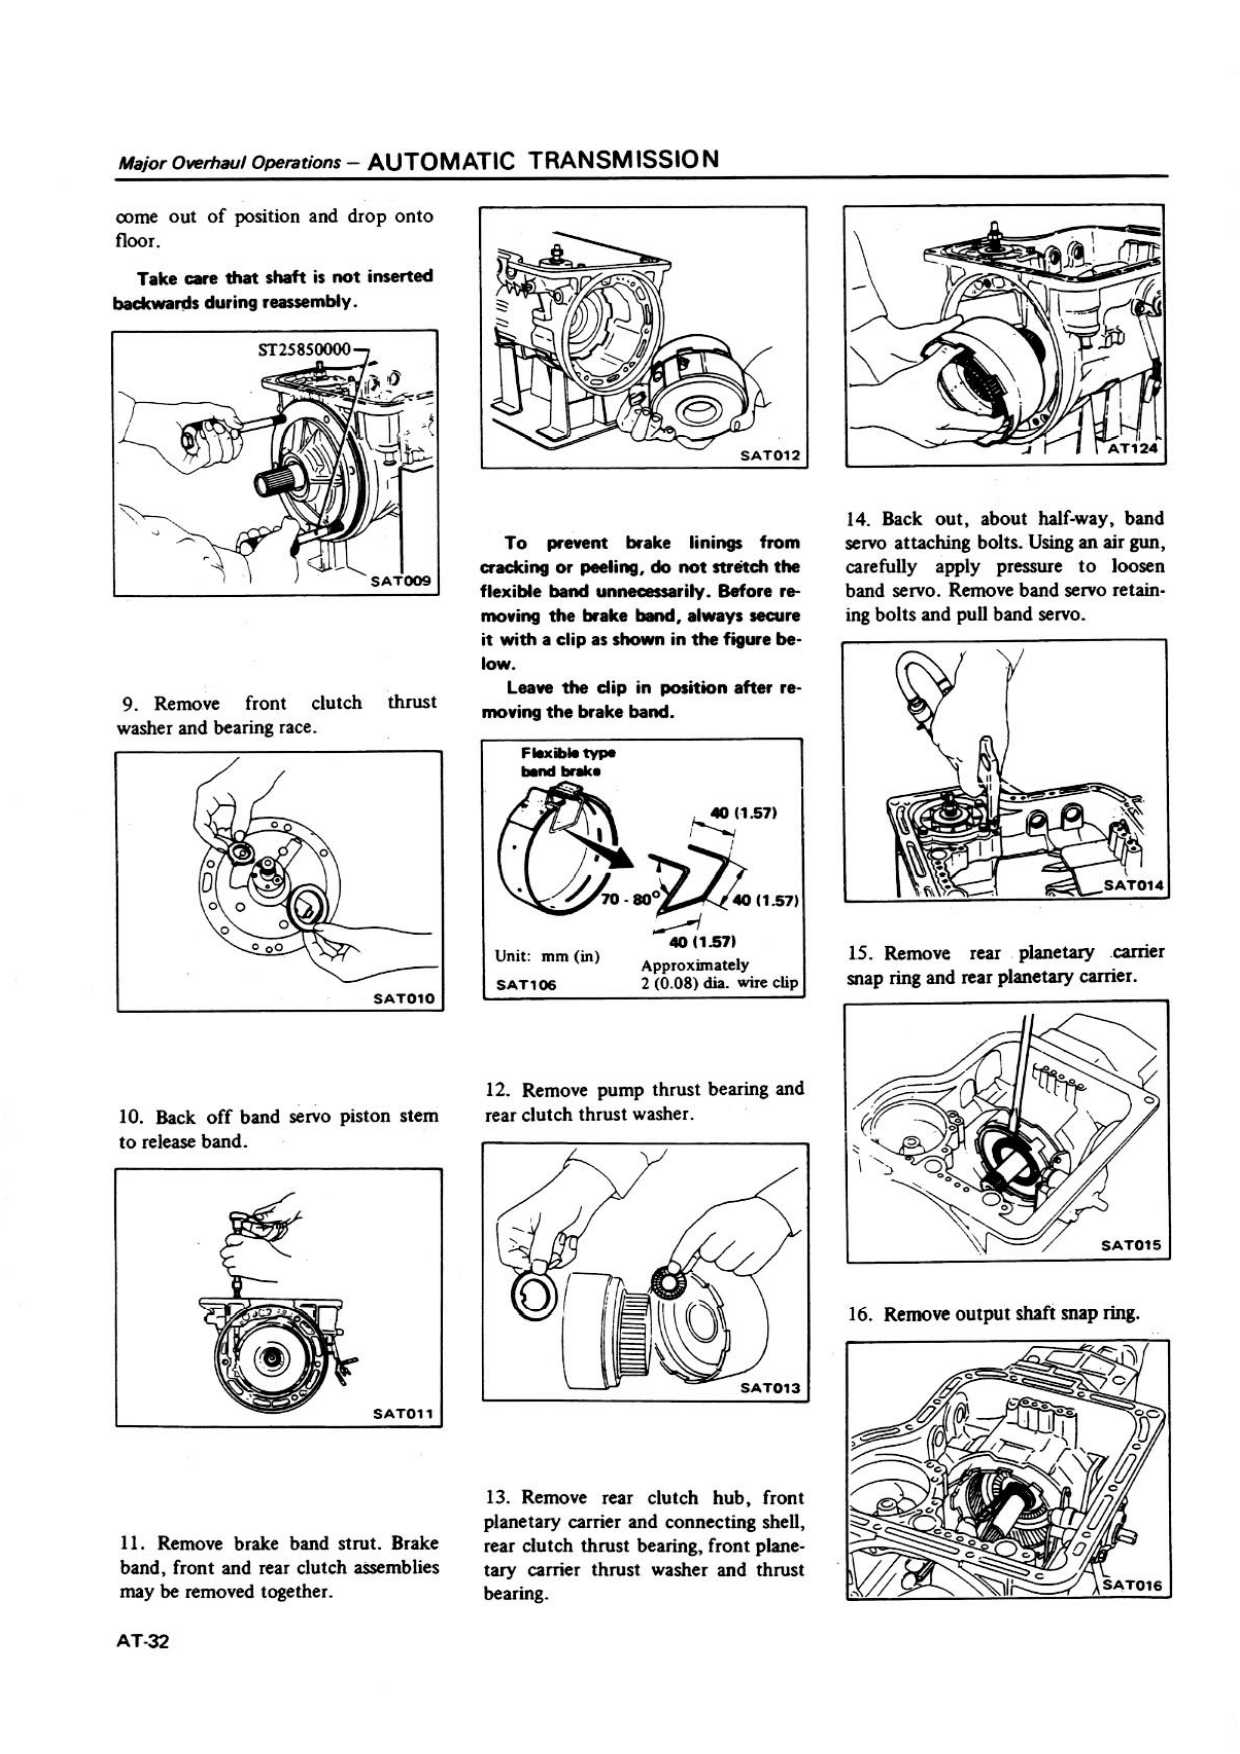 Major Overhaul Operations – AUTOMATIC TRANSMISSION
come out of position and drop onto
floor.
Take care that shaft is not inserted
backwards during reassembly.
ST25850000
SAT009
9. Remove front clutch thrust
washer and bearing race.
SAT010
10. Back off band servo piston stem
to release band.
SAT011
11. Remove brake band strut. Brake
band, front and rear clutch assemblies
may be removed together.
SAT012
To prevent brake linings from
cracking or peeling, do not stretch the
flexible band unnecessarily. Before re-
moving the brake band, always secure
it with a clip as shown in the figure be-
low.
Leave the clip in position after re-
moving the brake band.
Flexible type
band brake
40 (1.57)
70 - 80°
40 (1.57)
40 (1.57)
Unit: mm (in)
Approximately
2 (0.08) dia. wire clip
SAT106
12. Remove pump thrust bearing and
rear clutch thrust washer.
SAT013
13. Remove rear clutch hub, front
planetary carrier and connecting shell,
rear clutch thrust bearing, front plane-
tary carrier thrust washer and thrust
bearing.
AT124
14. Back out, about half-way, band
servo attaching bolts. Using an air gun,
carefully apply pressure to loosen
band servo. Remove band servo retain-
ing bolts and pull band servo.
SAT014
15. Remove rear planetary carrier
snap ring and rear planetary carrier.
SAT015
16. Remove output shaft snap ring.
SAT016
AT-32